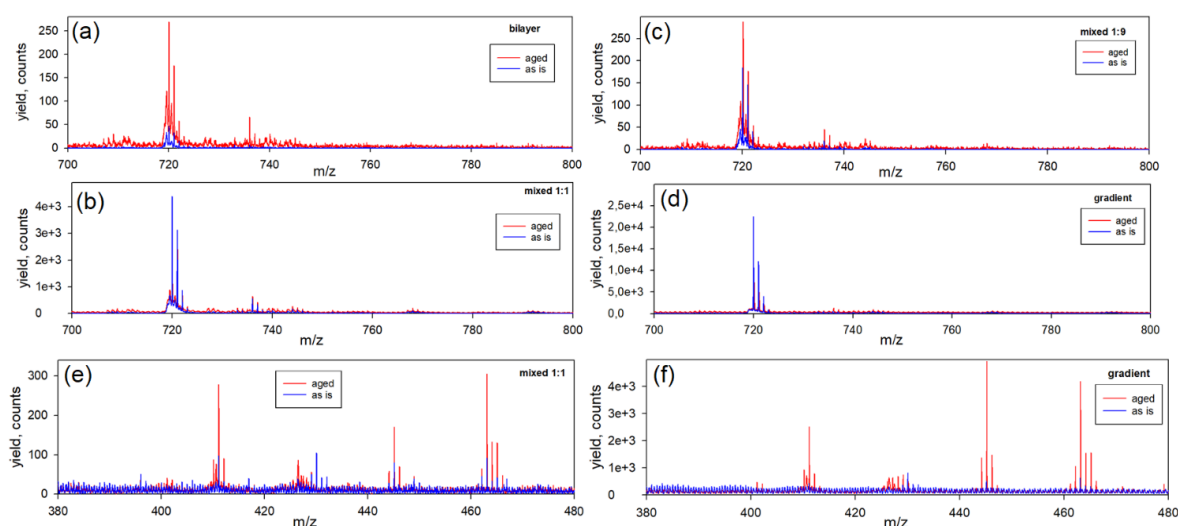 (a)
bilayer
aged
as is
yield, counts
250
200
150
100
50
0
700 720 740 760 780 800
m/z
(c)
mixed 1:9
aged
as is
yield, counts
250
200
150
100
50
0
700 720 740 760 780 800
m/z
(b)
mixed 1:1
aged
as is
yield, counts
4e+3
3e+3
2e+3
1e+3
0
700 720 740 760 780 800
m/z
(d)
gradient
aged
as is
yield, counts
2,5e+4
2,0e+4
1,5e+4
1,0e+4
5,0e+3
0,0
700 720 740 760 780 800
m/z
(e)
mixed 1:1
aged
as is
yield, counts
300
200
100
0
380 400 420 440 460 480
m/z
(f)
gradient
aged
as is
yield, counts
4e+3
3e+3
2e+3
1e+3
0
380 400 420 440 460 480
m/z